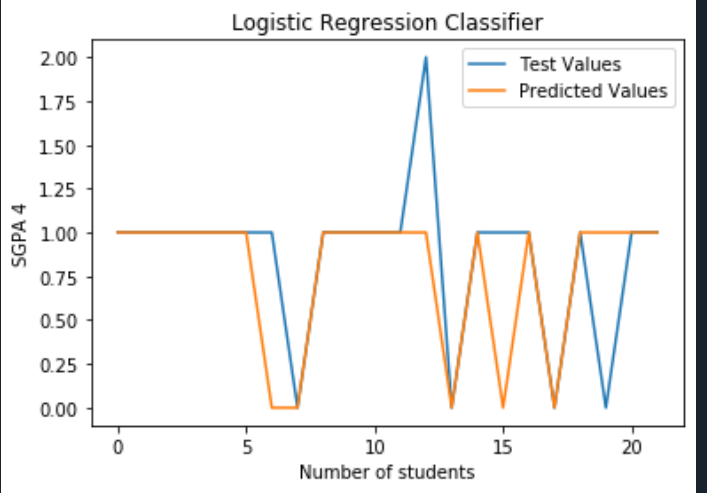 Logistic Regression Classifier
Test Values
Predicted Values
2.00
1.75
1.50
1.25
1.00
0.75
0.50
0.25
0.00
SGPA 4
0 5 10 15 20
Number of students